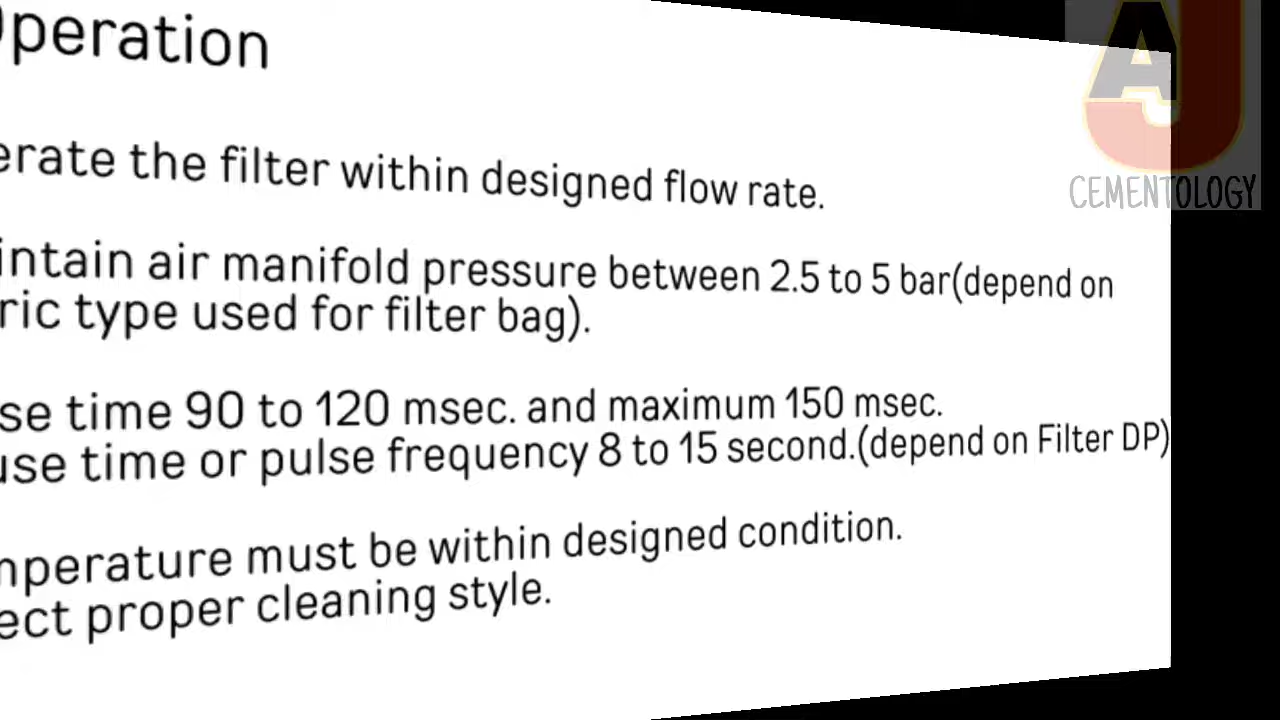 Operation
erate the filter within designed flow rate.
intain air manifold pressure between 2.5 to 5 bar(depend on
ric type used for filter bag).
se time 90 to 120 msec. and maximum 150 msec.
use time or pulse frequency 8 to 15 second.(depend on Filter DP)
mperature must be within designed condition.
ect proper cleaning style.
AJ
CEMENTOLOGY